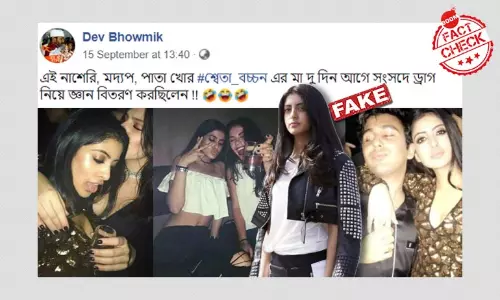 Dev Bhowmik
15 September at 13:40 ·
এই নাশেরি, মদ্যপ, পাতা খোর #শ্বেতা_বচ্চন এর মা দু দিন আগে সংসদে ড্রাগ
নিয়ে জ্ঞান বিতরণ করছিলেন !! 🤣😂🤣
FACT
CHECK
FAKE